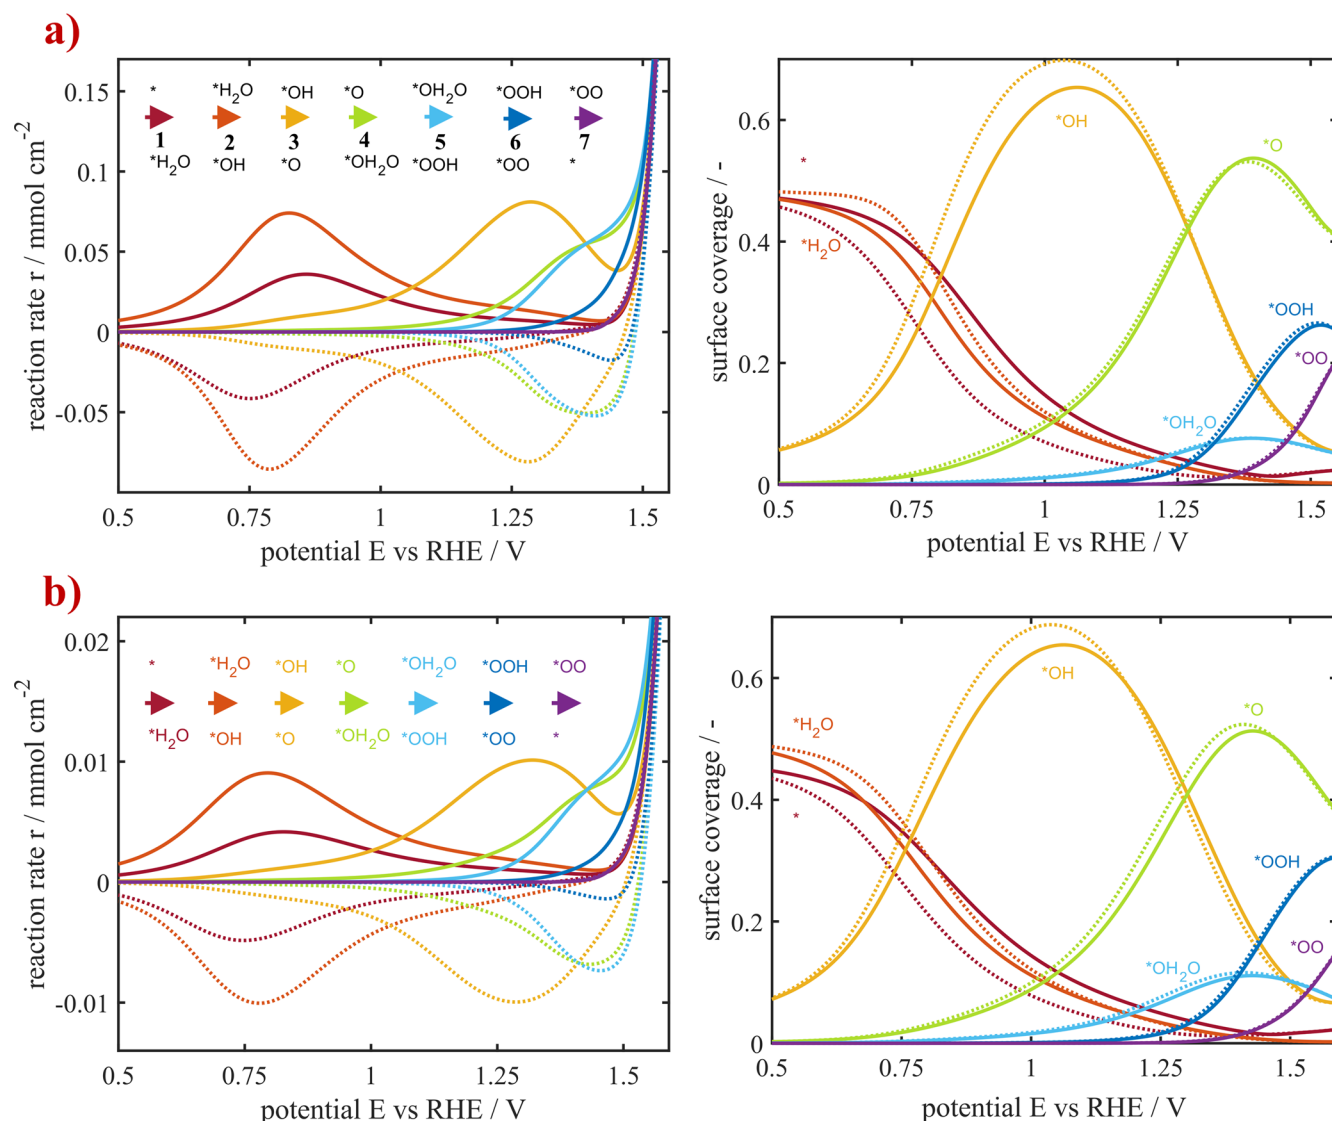 a)
reaction rate r / mmol cm⁻²
0.15
0.1
0.05
0
-0.05
* *H₂O *OH *O *OH₂O *OOH *OO
1 2 3 4 5 6 7
*H₂O *OH *O *OH₂O *OOH *OO *
0.5 0.75 1 1.25 1.5
potential E vs RHE / V
surface coverage / -
0.6
0.4
0.2
0
*
*H₂O
*OH
*O
*OOH
*OO
*OH₂O
0.5 0.75 1 1.25 1.5
potential E vs RHE / V
b)
reaction rate r / mmol cm⁻²
0.02
0.01
0
-0.01
* *H₂O *OH *O *OH₂O *OOH *OO
*H₂O *OH *O *OH₂O *OOH *OO *
0.5 0.75 1 1.25 1.5
potential E vs RHE / V
surface coverage / -
0.6
0.4
0.2
0
*H₂O
*
*OH
*O
*OOH
*OO
*OH₂O
0.5 0.75 1 1.25 1.5
potential E vs RHE / V